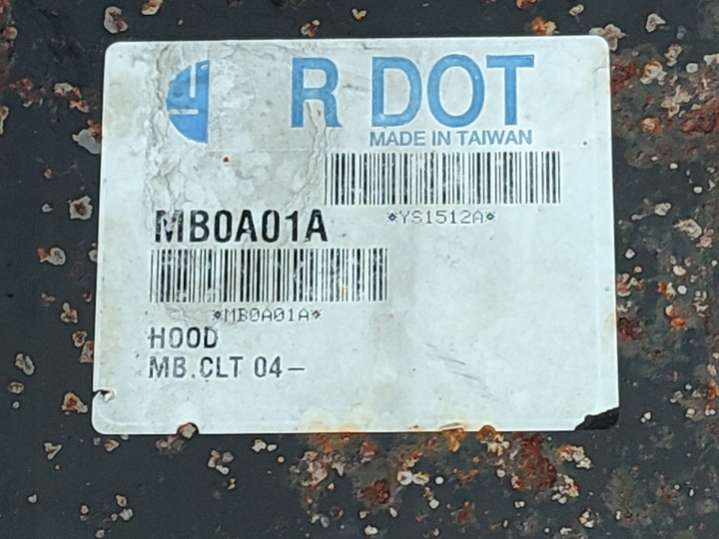 R DOT
MADE IN TAIWAN
*YS1512A*
MB0A01A
*MB0A01A*
HOOD
MB.CLT 04-